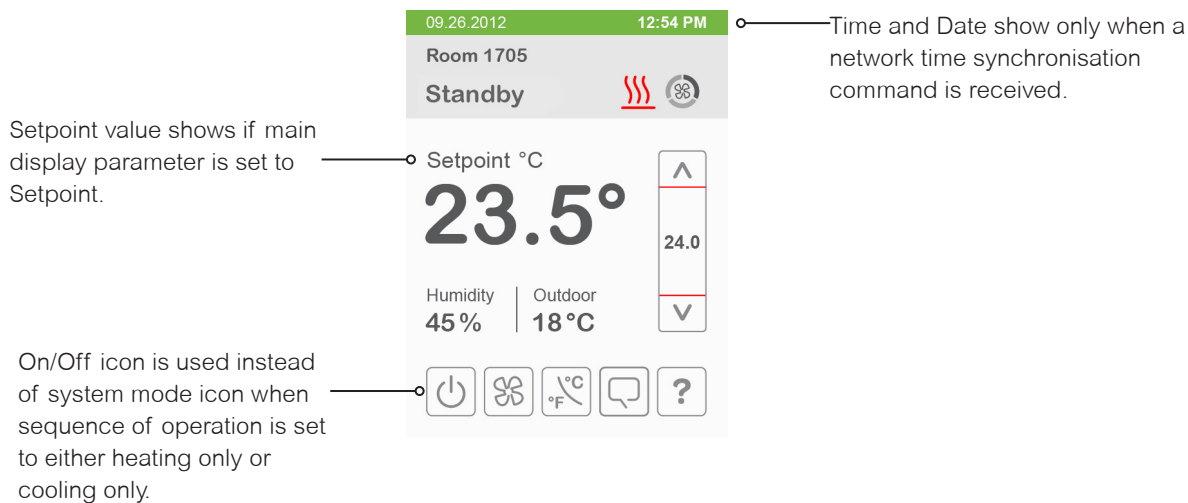 09.26.2012 12:54 PM
Room 1705
Standby
Time and Date show only when a
network time synchronisation
command is received.
Setpoint value shows if main
display parameter is set to
Setpoint.
Setpoint °C
23.5°
24.0
Humidity Outdoor
45% 18°C
On/Off icon is used instead
of system mode icon when
sequence of operation is set
to either heating only or
cooling only.
°C
°F
?